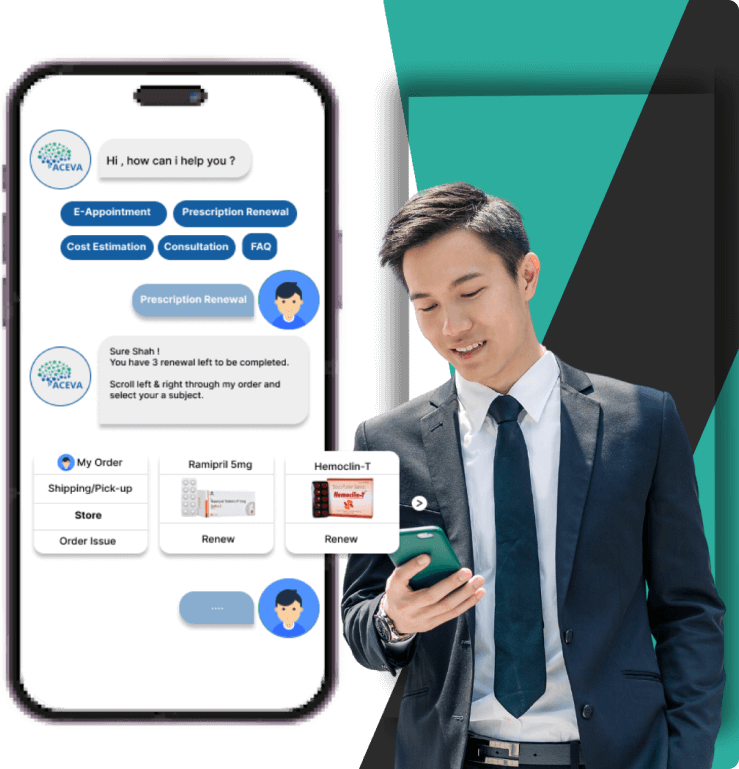 ACEVA
Hi , how can i help you ?
E-Appointment
Prescription Renewal
Cost Estimation
Consultation
FAQ
Prescription Renewal
ACEVA
Sure Shah !
You have 3 renewal left to be completed.
Scroll left & right through my order and
select your a subject.
My Order
Shipping/Pick-up
Store
Order Issue
Ramipril 5mg
Renew
Hemoclin-T
Hemoclin-T
Renew
....